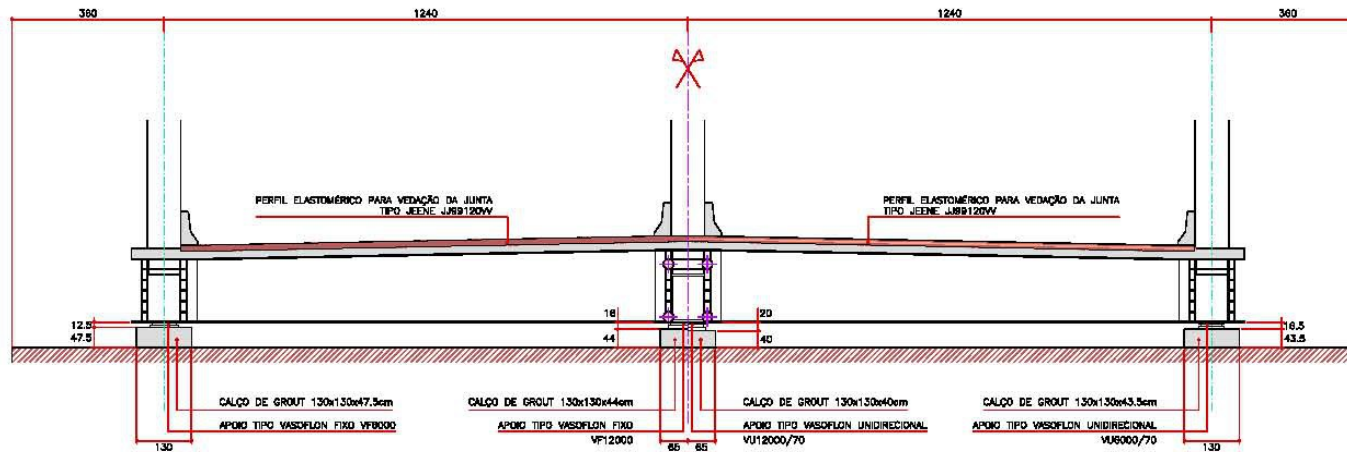 360 1240 1240 360
PERFIL ELASTOMÉRICO PARA VEDAÇÃO DA JUNTA
TIPO JEENE JJ99120VV
PERFIL ELASTOMÉRICO PARA VEDAÇÃO DA JUNTA
TIPO JEENE JJ99120VV
12.5
47.5
16
44
20
40
16.5
43.5
CALÇO DE GROUT 130x130x47.5cm
APOIO TIPO VASOFLON FIXO VF6000
130
CALÇO DE GROUT 130x130x44cm
APOIO TIPO VASOFLON FIXO
VF12000
65 65
CALÇO DE GROUT 130x130x40cm
APOIO TIPO VASOFLON UNIDIRECIONAL
VU12000/70
CALÇO DE GROUT 130x130x43.5cm
APOIO TIPO VASOFLON UNIDIRECIONAL
VU6000/70
130